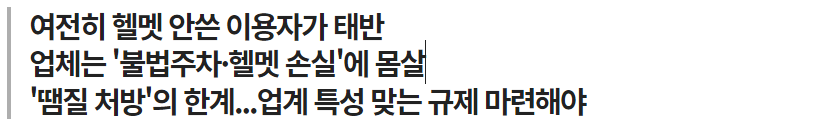 여전히 헬멧 안쓴 이용자가 태반
업체는 '불법주차·헬멧 손실'에 몸살
'땜질 처방'의 한계...업계 특성 맞는 규제 마련해야